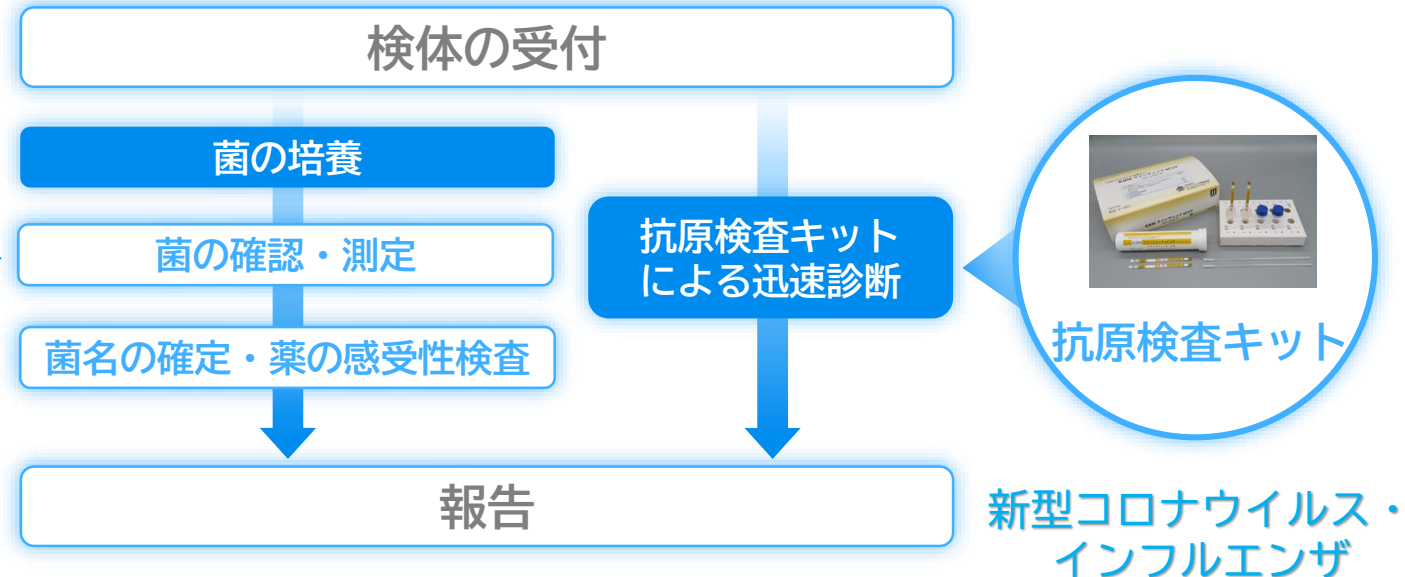 検体の受付
菌の培養
菌の確認・測定
菌名の確定・薬の感受性検査
抗原検査キット
による迅速診断
抗原検査キット
報告
新型コロナウイルス・
インフルエンザ